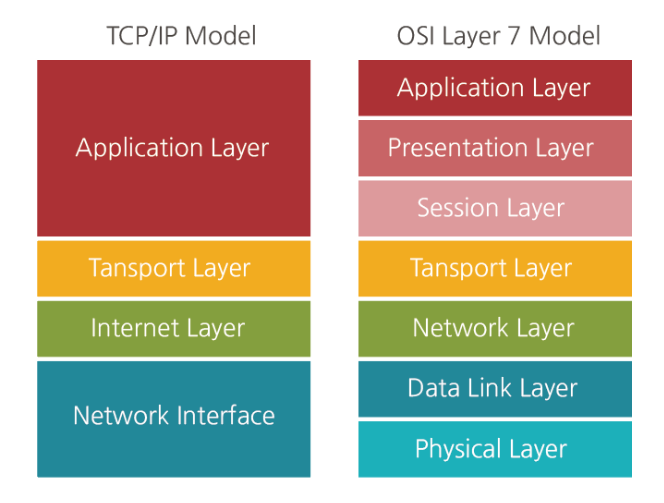 TCP/IP Model
Application Layer
Tansport Layer
Internet Layer
Network Interface
OSI Layer 7 Model
Application Layer
Presentation Layer
Session Layer
Tansport Layer
Network Layer
Data Link Layer
Physical Layer